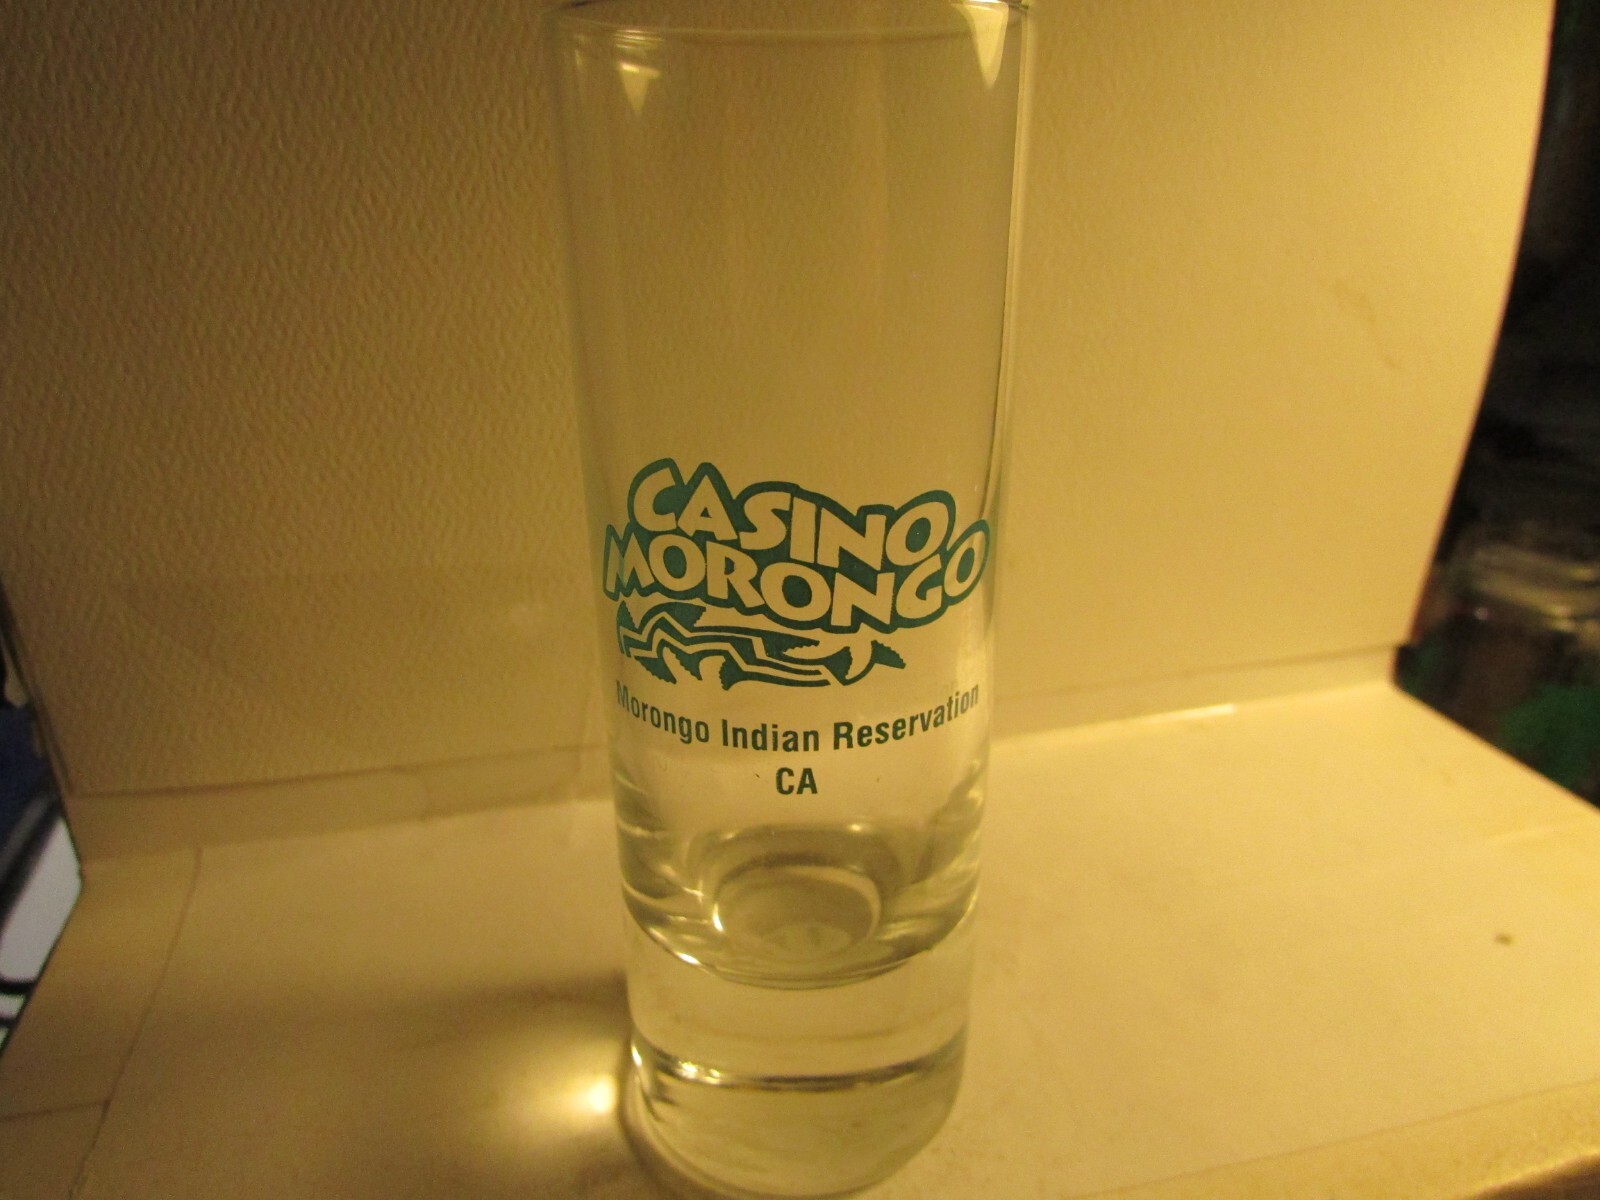 CASINO
MORONGO
Morongo Indian Reservation
CA